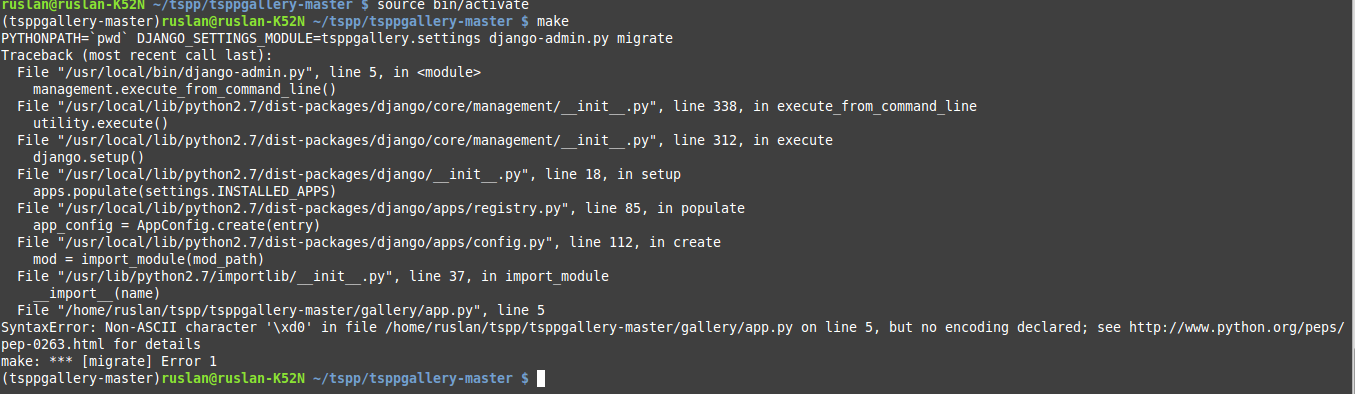 ruslan@ruslan-K52N ~/tspp/tsppgallery-master $ source bin/activate
(tsppgallery-master)ruslan@ruslan-K52N ~/tspp/tsppgallery-master $ make
PYTHONPATH=`pwd` DJANGO_SETTINGS_MODULE=tsppgallery.settings django-admin.py migrate
Traceback (most recent call last):
  File "/usr/local/bin/django-admin.py", line 5, in <module>
    management.execute_from_command_line()
  File "/usr/local/lib/python2.7/dist-packages/django/core/management/__init__.py", line 338, in execute_from_command_line
    utility.execute()
  File "/usr/local/lib/python2.7/dist-packages/django/core/management/__init__.py", line 312, in execute
    django.setup()
  File "/usr/local/lib/python2.7/dist-packages/django/__init__.py", line 18, in setup
    apps.populate(settings.INSTALLED_APPS)
  File "/usr/local/lib/python2.7/dist-packages/django/apps/registry.py", line 85, in populate
    app_config = AppConfig.create(entry)
  File "/usr/local/lib/python2.7/dist-packages/django/apps/config.py", line 112, in create
    mod = import_module(mod_path)
  File "/usr/lib/python2.7/importlib/__init__.py", line 37, in import_module
    __import__(name)
  File "/home/ruslan/tspp/tsppgallery-master/gallery/app.py", line 5
SyntaxError: Non-ASCII character '\xd0' in file /home/ruslan/tspp/tsppgallery-master/gallery/app.py on line 5, but no encoding declared; see http://www.python.org/peps/
pep-0263.html for details
make: *** [migrate] Error 1
(tsppgallery-master)ruslan@ruslan-K52N ~/tspp/tsppgallery-master $